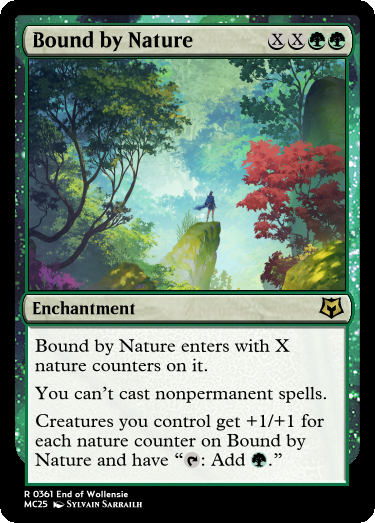 Bound by Nature XXGG
Enchantment
Bound by Nature enters with X
nature counters on it.
You can't cast nonpermanent spells.
Creatures you control get +1/+1 for
each nature counter on Bound by
Nature and have “: Add .”
R 0361 End of Wollensie
MC25 Sylvain Sarrailh